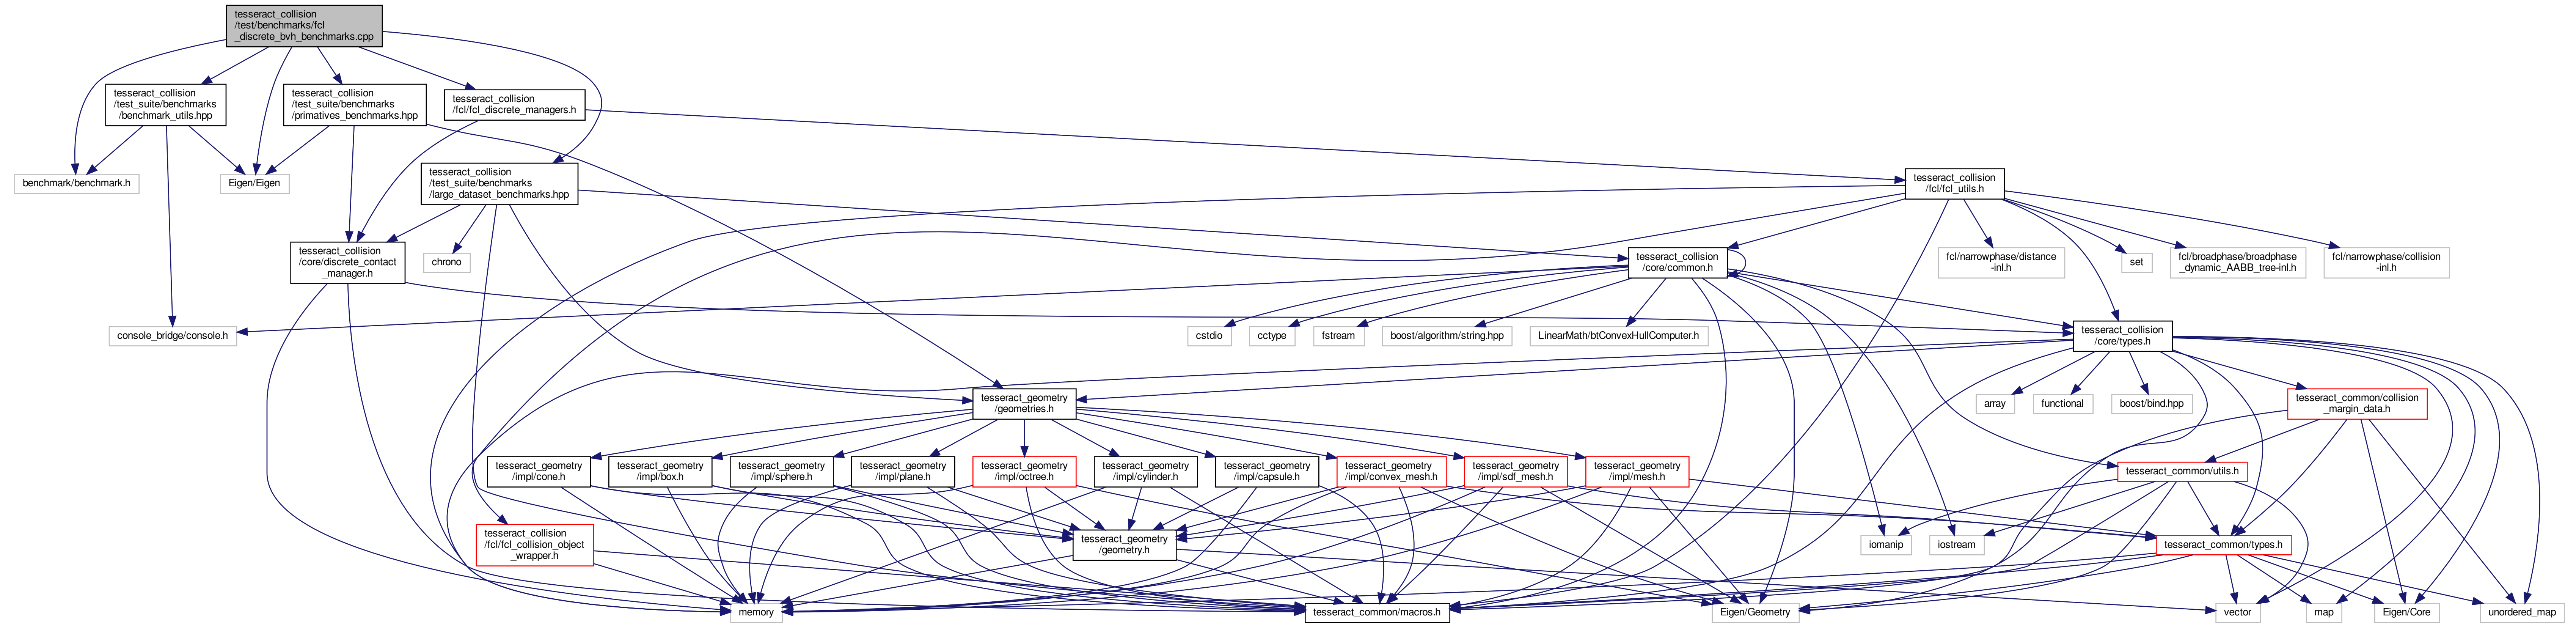 tesseract_collision
/test/benchmarks/fcl
_discrete_bvh_benchmarks.cpp
tesseract_collision
/test_suite/benchmarks
/benchmark_utils.hpp
tesseract_collision
/test_suite/benchmarks
/primatives_benchmarks.hpp
tesseract_collision
/fcl/fcl_discrete_managers.h
benchmark/benchmark.h
Eigen/Eigen
tesseract_collision
/test_suite/benchmarks
/large_dataset_benchmarks.hpp
tesseract_collision
/fcl/fcl_utils.h
tesseract_collision
/core/discrete_contact
_manager.h
chrono
tesseract_collision
/core/common.h
fcl/narrowphase/distance
-inl.h
set
fcl/broadphase/broadphase
_dynamic_AABB_tree-inl.h
fcl/narrowphase/collision
-inl.h
console_bridge/console.h
cstdio
cctype
fstream
boost/algorithm/string.hpp
LinearMath/btConvexHullComputer.h
tesseract_collision
/core/types.h
tesseract_geometry
/geometries.h
array
functional
boost/bind.hpp
tesseract_common/collision
_margin_data.h
tesseract_geometry
/impl/cone.h
tesseract_geometry
/impl/box.h
tesseract_geometry
/impl/sphere.h
tesseract_geometry
/impl/plane.h
tesseract_geometry
/impl/octree.h
tesseract_geometry
/impl/cylinder.h
tesseract_geometry
/impl/capsule.h
tesseract_geometry
/impl/convex_mesh.h
tesseract_geometry
/impl/sdf_mesh.h
tesseract_geometry
/impl/mesh.h
tesseract_common/utils.h
tesseract_collision
/fcl/fcl_collision_object
_wrapper.h
tesseract_geometry
/geometry.h
iomanip
iostream
tesseract_common/types.h
memory
tesseract_common/macros.h
Eigen/Geometry
vector
map
Eigen/Core
unordered_map